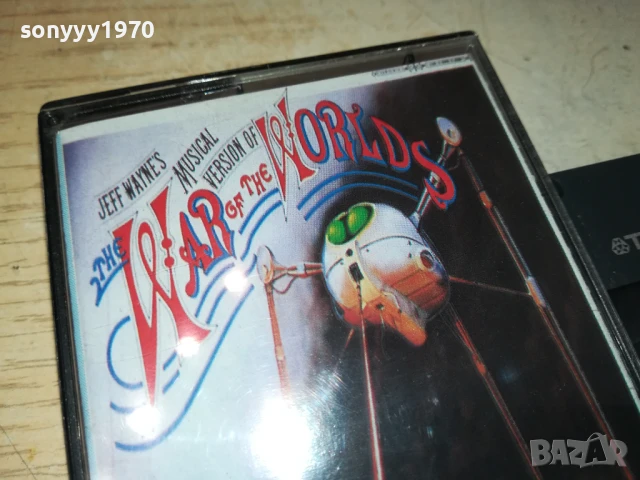 sonyyy1970
JEFF WAYNE'S
MUSICAL
VERSION OF
THE
WAR OF THE WORLDS
BAZAR